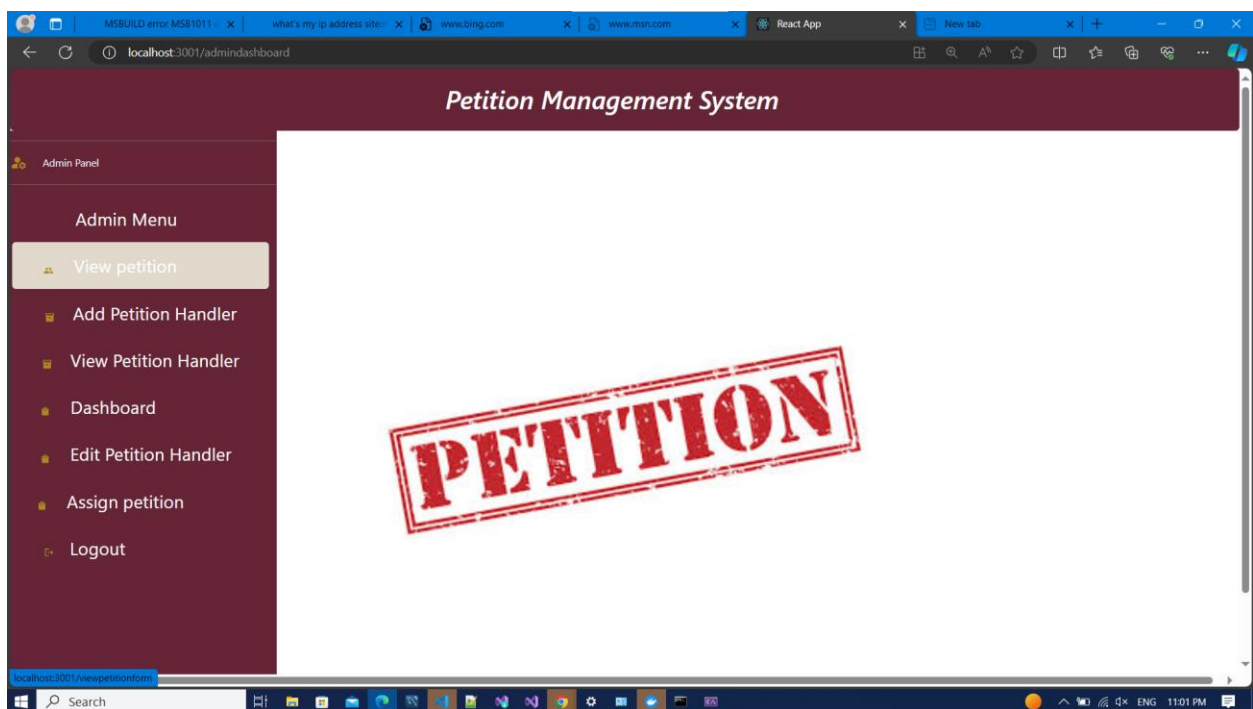 MSBUILD error MSB1011
what's my ip address site:
www.bing.com
www.msn.com
React App
New tab
localhost:3001/admindashboard
Petition Management System
Admin Panel
Admin Menu
View petition
Add Petition Handler
View Petition Handler
Dashboard
Edit Petition Handler
Assign petition
Logout
PETITION
localhost:3001/viewpetitionform
Search
ENG
11:01 PM